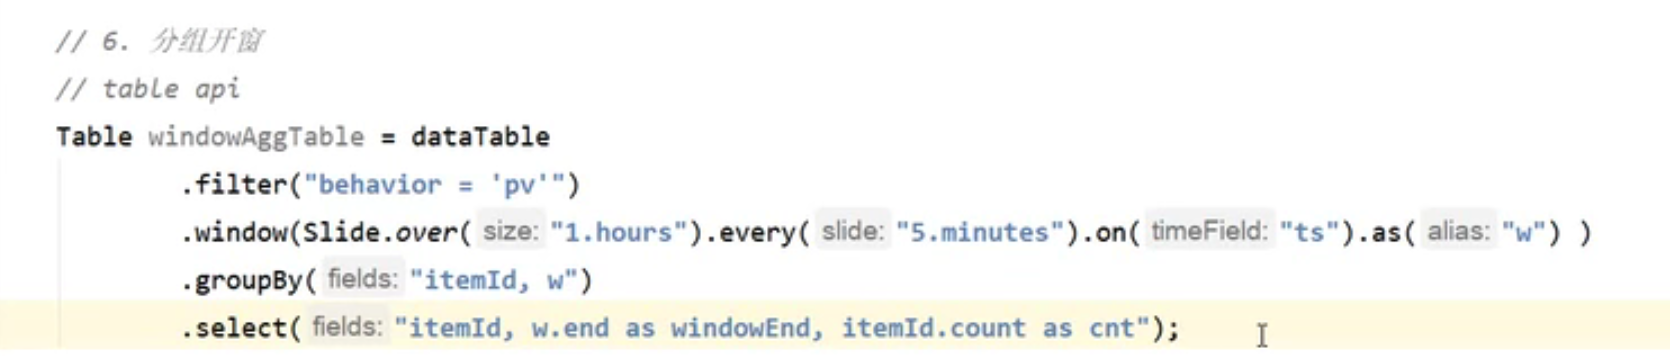 // 6. 分组开窗
// table api
Table windowAggTable = dataTable
.filter("behavior = 'pv'")
.window(Slide.over( size: "1.hours").every( slide: "5.minutes").on( timeField: "ts").as( alias: "w") )
.groupBy( fields: "itemId, w")
.select( fields: "itemId, w.end as windowEnd, itemId.count as cnt");